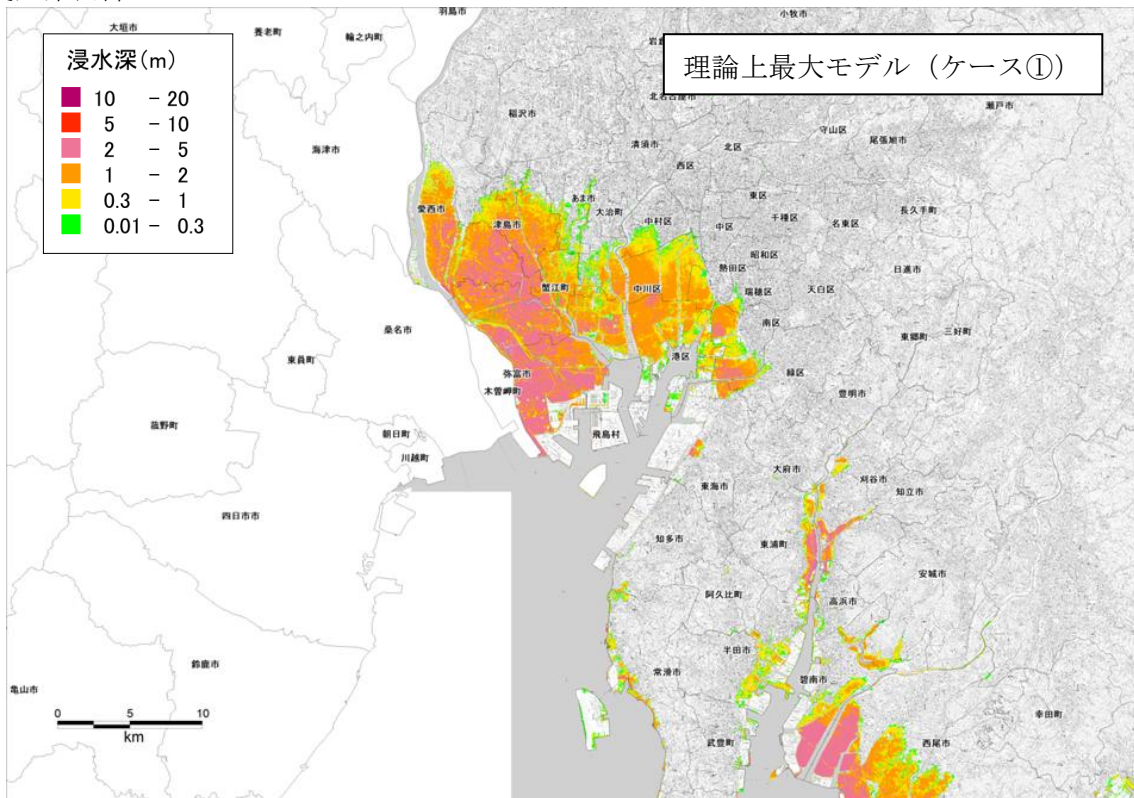 羽島市
小牧市
大垣市
養老町
輪之内町
浸水深(m)
10 - 20
5 - 10
2 - 5
1 - 2
0.3 - 1
0.01 - 0.3
理論上最大モデル（ケース①）
北名古屋市
瀬戸市
稲沢市
守山区
尾張旭市
清須市
北区
海津市
西区
あま市
東区
愛西市
大治町
中村区
千種区
長久手町
津島市
中区
名東区
昭和区
熱田区
日進市
蟹江町
中川区
瑞穂区
天白区
南区
桑名市
三好町
東郷町
港区
東員町
弥富市
緑区
木曽岬町
豊明市
菰野町
朝日町
飛島村
川越町
大府市
刈谷市
東海市
知立市
四日市市
知多市
東浦町
安城市
阿久比町
高浜市
半田市
鈴鹿市
常滑市
碧南市
亀山市
0 5 10
km
幸田町
武豊町
西尾市